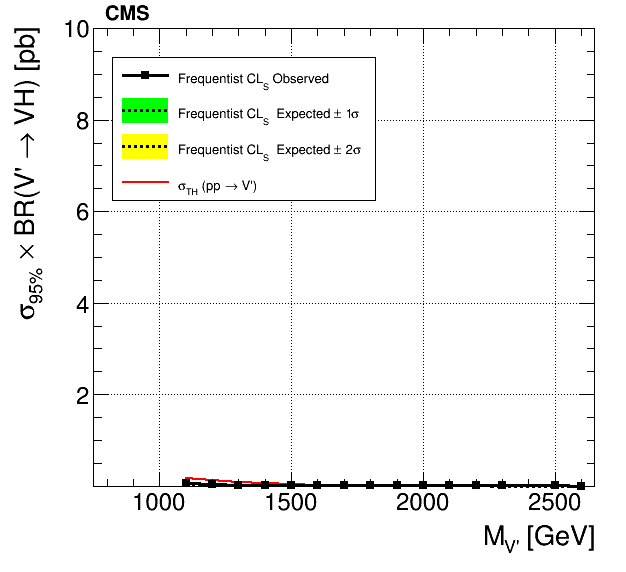 CMS
σ95% × BR(V' → VH) [pb]
10
8
6
4
2
Frequentist CLS Observed
Frequentist CLS Expected ± 1σ
Frequentist CLS Expected ± 2σ
σTH (pp → V')
1000 1500 2000 2500
MV' [GeV]